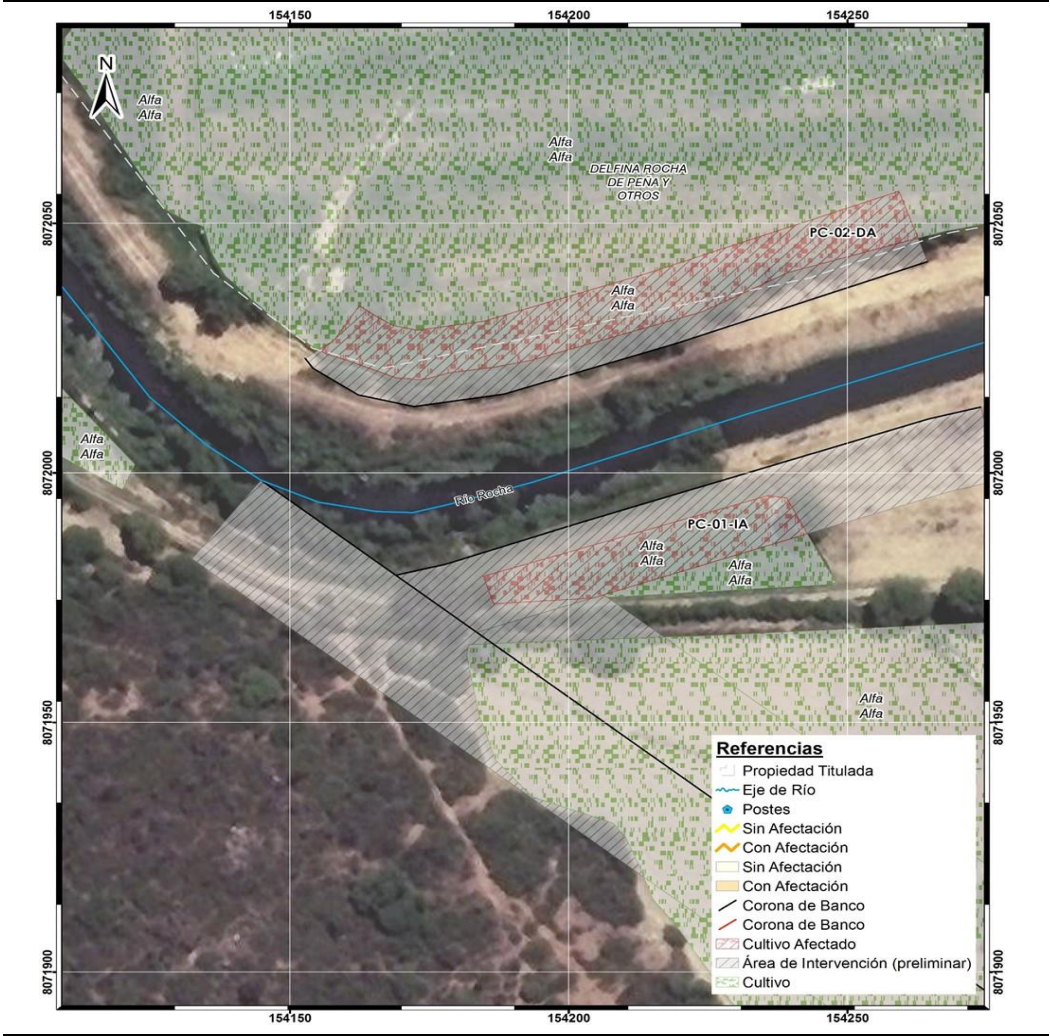 154150
154200
154250
N
Alfa
Alfa
Alfa
Alfa
DELFINA ROCHA
DE PEÑA Y
OTROS
8072050
PC-02-DA
8072050
Alfa
Alfa
Alfa
Alfa
8072000
Río Rocha
8072000
PC-01-IA
Alfa
Alfa
Alfa
Alfa
Alfa
Alfa
8071950
8071950
Referencias
Propiedad Titulada
Eje de Río
Postes
Sin Afectación
Con Afectación
Sin Afectación
Con Afectación
Corona de Banco
Corona de Banco
Cultivo Afectado
Área de Intervención (preliminar)
Cultivo
8071900
8071900
154150
154200
154250